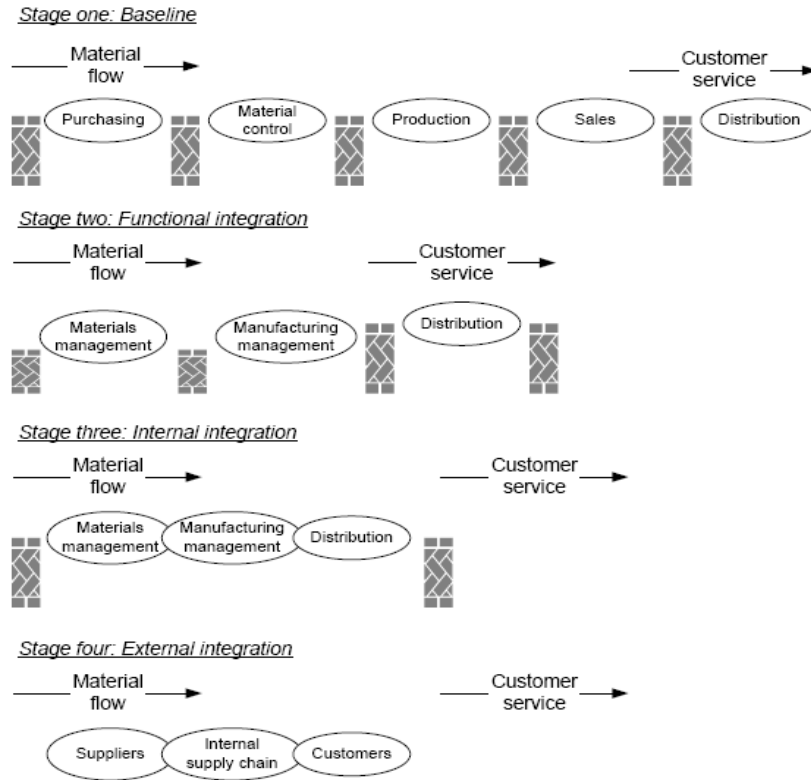 Stage one: Baseline
Material
flow
Customer
service
Purchasing
Material
control
Production
Sales
Distribution
Stage two: Functional integration
Material
flow
Customer
service
Materials
management
Manufacturing
management
Distribution
Stage three: Internal integration
Material
flow
Customer
service
Materials
management
Manufacturing
management
Distribution
Stage four: External integration
Material
flow
Customer
service
Suppliers
Internal
supply chain
Customers